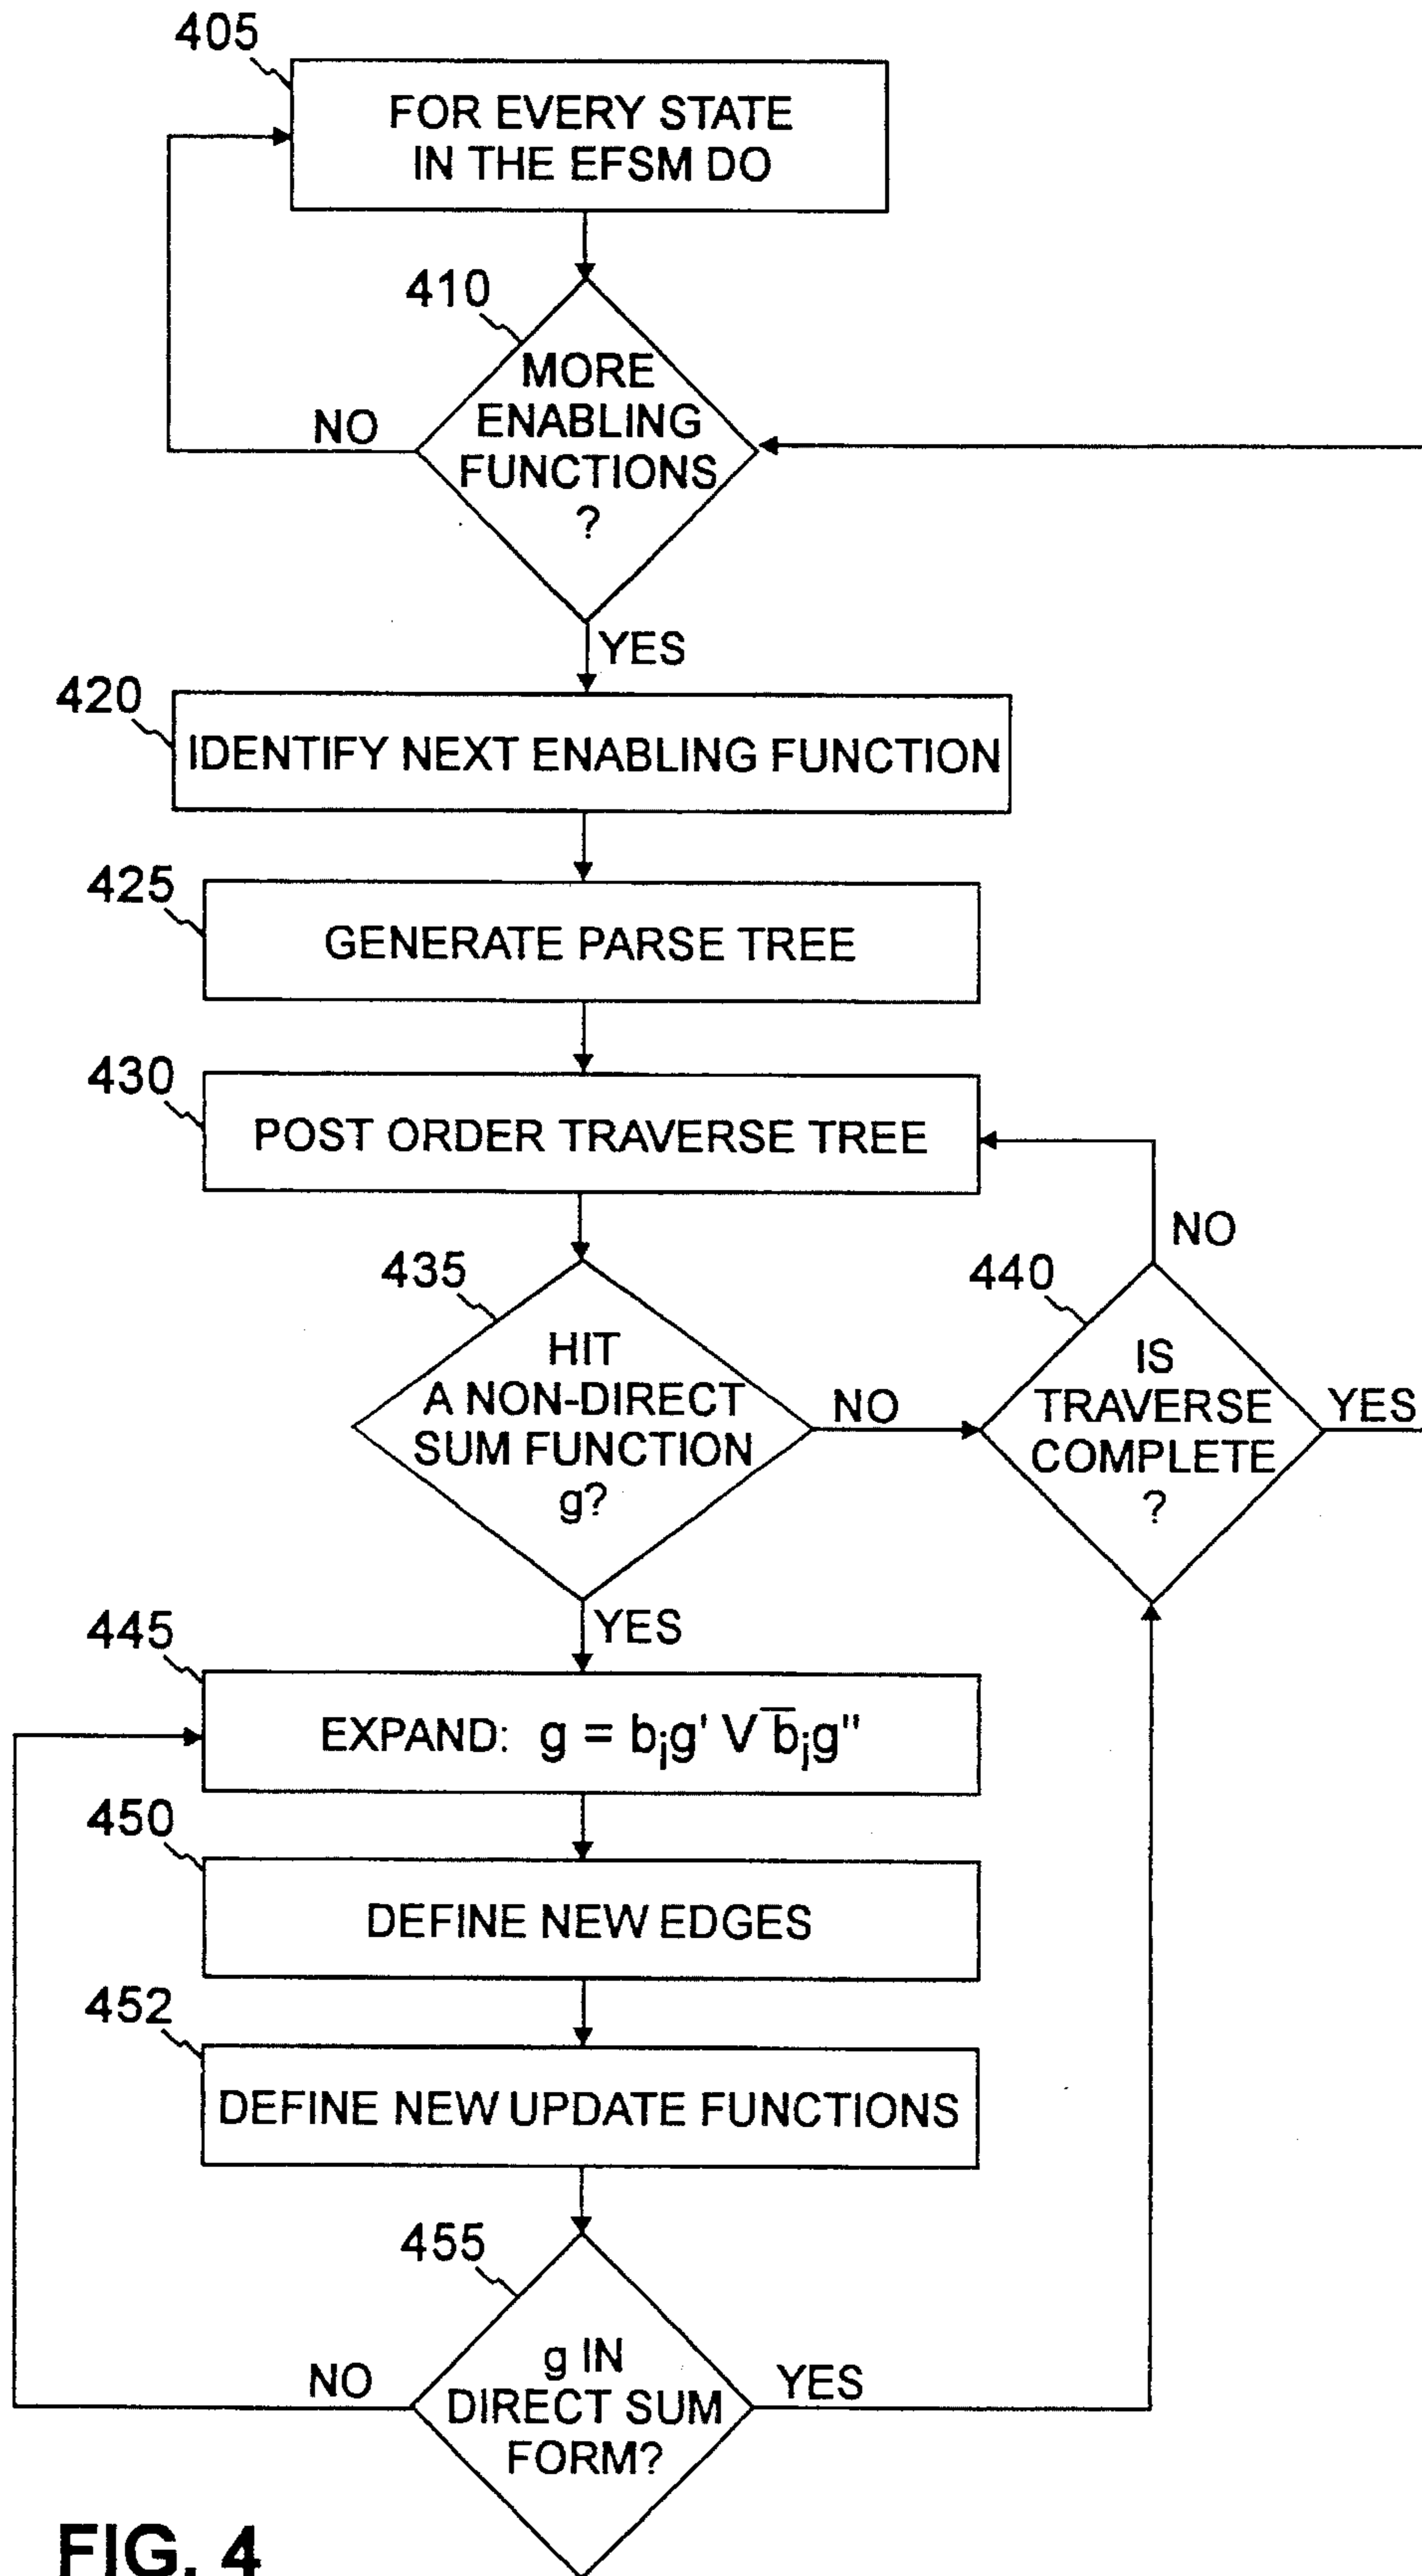 405
FOR EVERY STATE
IN THE EFSM DO
410
MORE
ENABLING
FUNCTIONS
?
NO
YES
420
IDENTIFY NEXT ENABLING FUNCTION
425
GENERATE PARSE TREE
430
POST ORDER TRAVERSE TREE
NO
435
440
HIT
A NON-DIRECT
SUM FUNCTION
g?
NO
IS
TRAVERSE
COMPLETE
?
YES
YES
445
EXPAND: g = bⱼg' V b̅ⱼg"
450
DEFINE NEW EDGES
452
DEFINE NEW UPDATE FUNCTIONS
455
g IN
DIRECT SUM
FORM?
NO
YES
FIG. 4